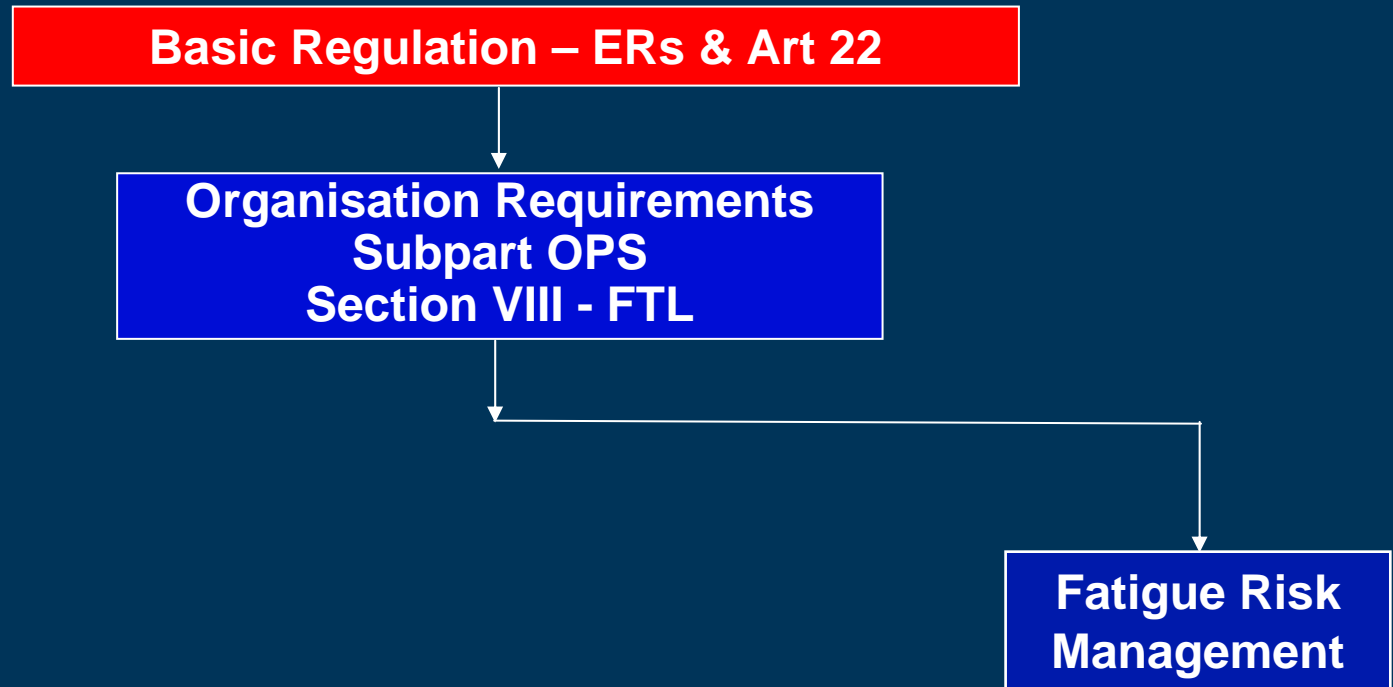 Basic Regulation – ERs & Art 22
Organisation Requirements
Subpart OPS
Section VIII - FTL
Fatigue Risk
Management